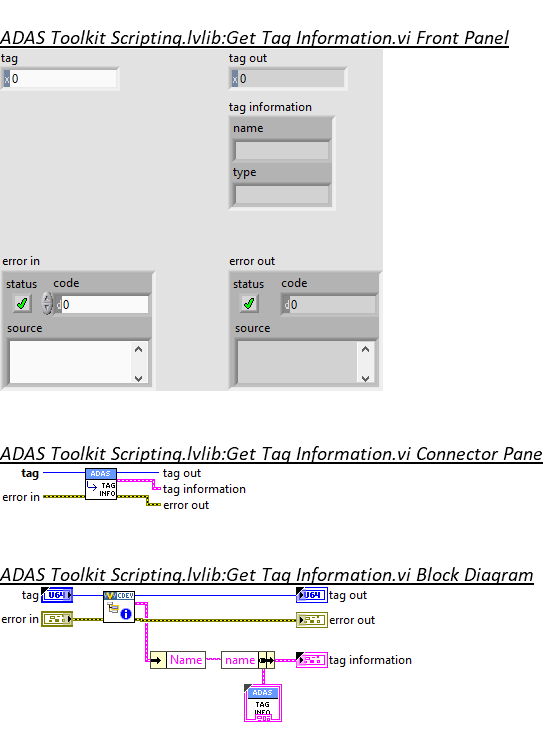 ADAS Toolkit Scripting.lvlib:Get Tag Information.vi Front Panel
tag
tag out
x 0
x 0
tag information
name
type
error in
error out
status code
status code
d 0
d 0
source
source
ADAS Toolkit Scripting.lvlib:Get Tag Information.vi Connector Pane
tag
ADAS
tag out
TAG
tag information
error in
INFO
error out
ADAS Toolkit Scripting.lvlib:Get Tag Information.vi Block Diagram
tag
U64
CDEV
U64
tag out
error in
error out
Name
name
tag information
ADAS
TAG
INFO